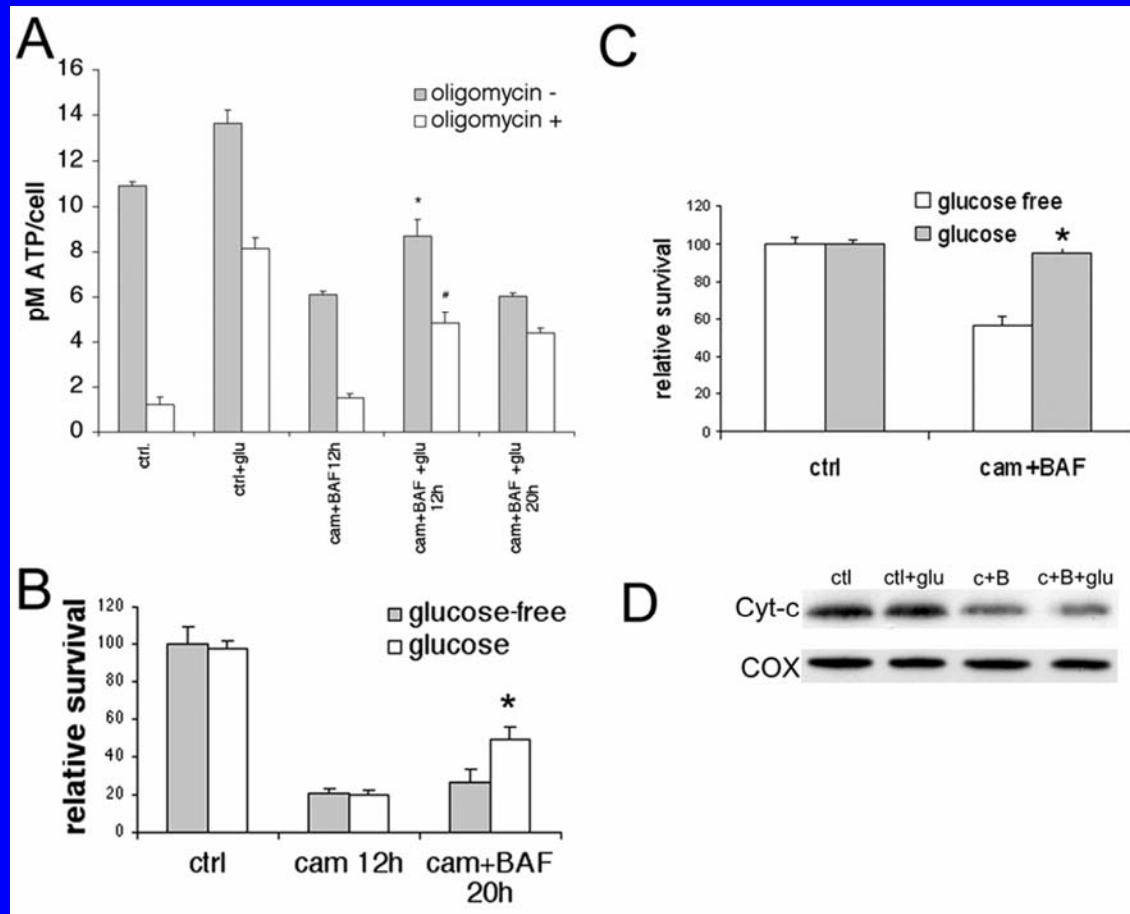 A
16
14
12
10
8
6
4
2
0
pM ATP/cell
oligomycin -
oligomycin +
*
#
ctrl.
ctrl+glu
cam+BAF12h
cam+BAF +glu
12h
cam+BAF +glu
20h
B
120
100
80
60
40
20
0
relative survival
glucose-free
glucose
*
ctrl
cam 12h
cam+BAF
20h
C
120
100
80
60
40
20
0
relative survival
glucose free
glucose
*
ctrl
cam+BAF
D
ctl ctl+glu c+B c+B+glu
Cyt-c
COX